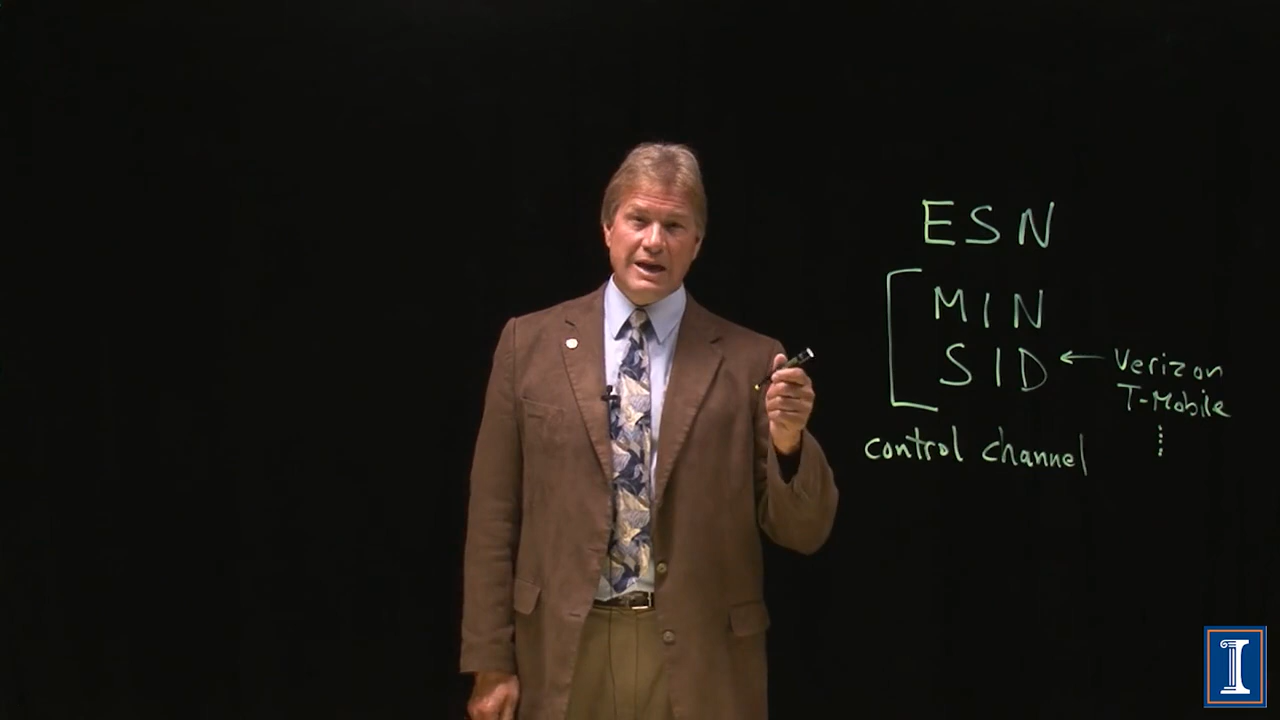 ESN
MIN
SID ← Verizon
T-Mobile
⋮
control channel
I